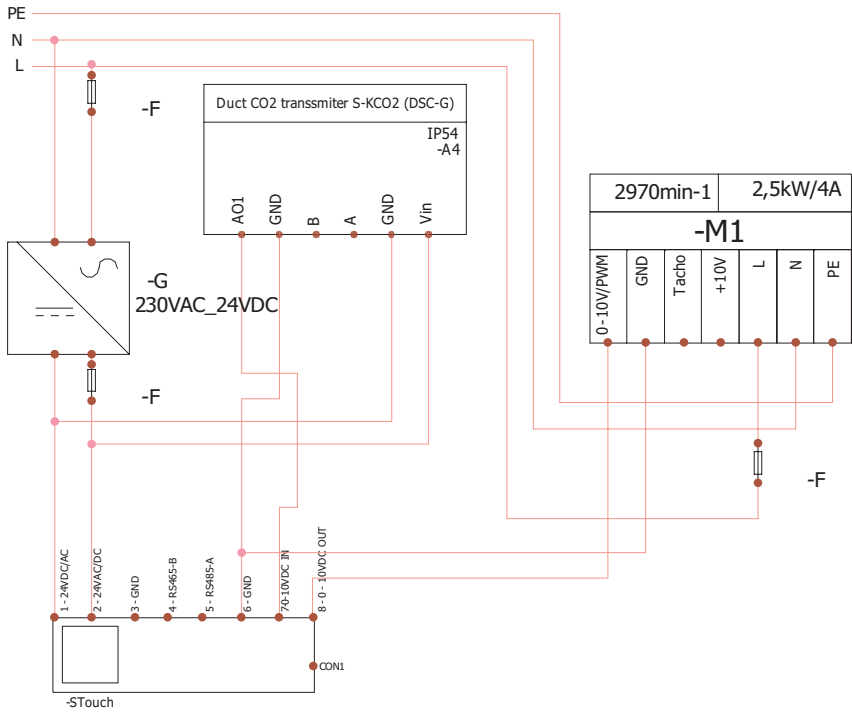 PE
N
L
-F
Duct CO2 transsmiter S-KCO2 (DSC-G)
IP54
-A4
AO1
GND
B
A
GND
Vin
2970min-1
2,5kW/4A
-M1
0-10V/PWM
GND
Tacho
+10V
L
N
PE
-G
230VAC_24VDC
-F
-F
1 - 24VDC/AC
2 - 24VAC/DC
3 - GND
4 - RS465-B
5 - RS485-A
6 - GND
70-10VDC IN
8 - 0 - 10VDC OUT
CON1
-STouch